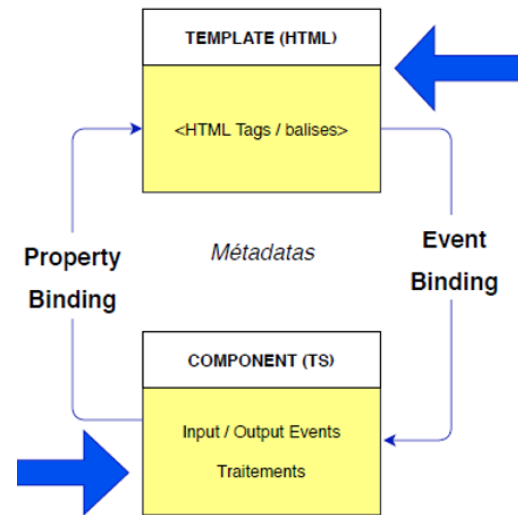 TEMPLATE (HTML)
<HTML Tags / balises>
Property
Binding
Métadatas
Event
Binding
COMPONENT (TS)
Input / Output Events
Traitements